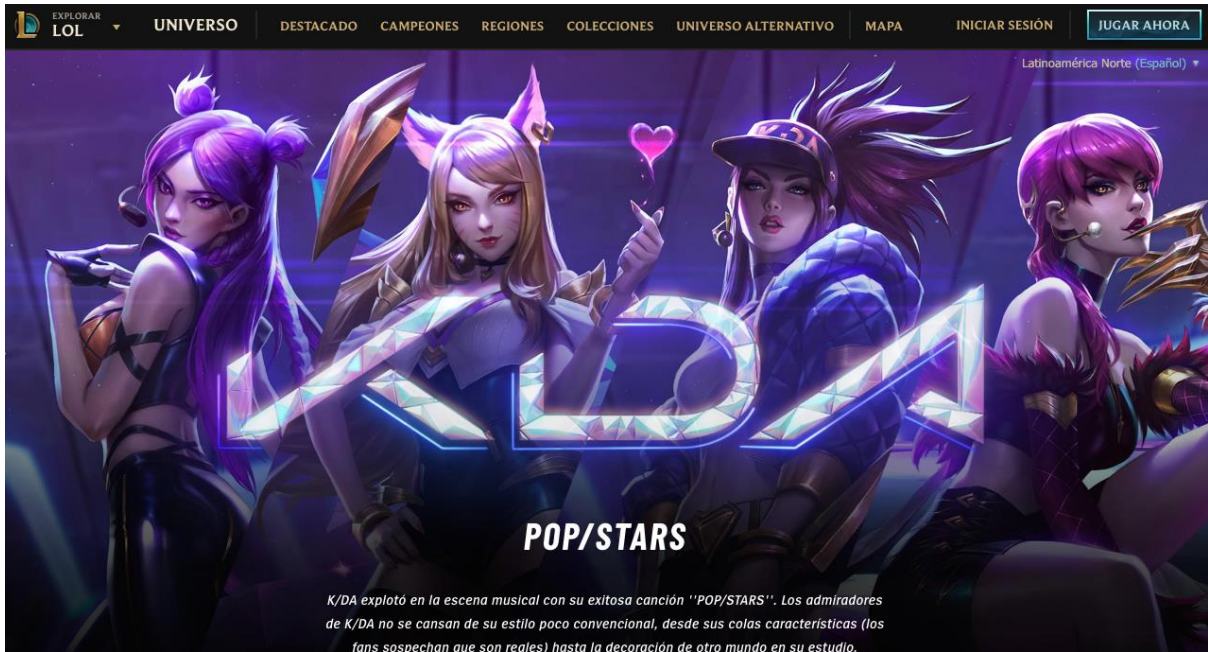 EXPLORAR
LOL
UNIVERSO
DESTACADO
CAMPEONES
REGIONES
COLECCIONES
UNIVERSO ALTERNATIVO
MAPA
INICIAR SESIÓN
JUGAR AHORA
Latinoamérica Norte (Español)
K·DA
KDA
POP/STARS
K/DA explotó en la escena musical con su exitosa canción ''POP/STARS''. Los admiradores
de K/DA no se cansan de su estilo poco convencional, desde sus colas características (los
fans sospechan que son reales) hasta la decoración de otro mundo en su estudio.